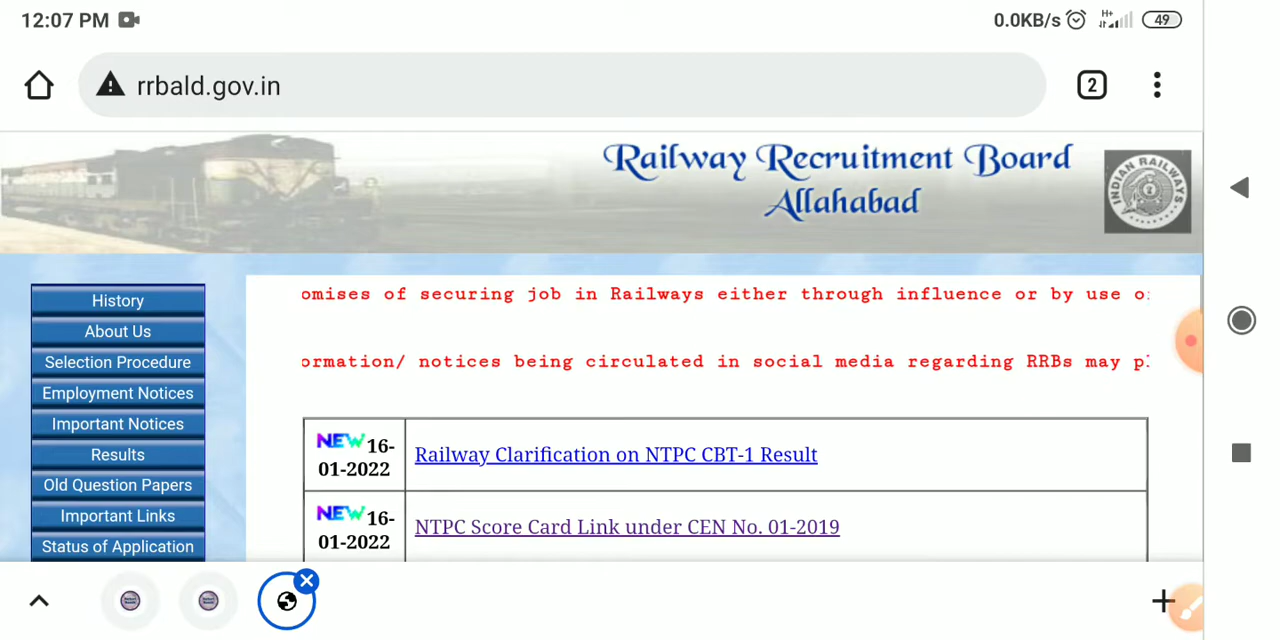 12:07 PM
0.0KB/s H+ 49
rrbald.gov.in
2
Railway Recruitment Board
Allahabad
INDIAN RAILWAYS
History
About Us
Selection Procedure
Employment Notices
Important Notices
Results
Old Question Papers
Important Links
Status of Application
omises of securing job in Railways either through influence or by use o
ormation/ notices being circulated in social media regarding RRBs may p
NEW 16-
01-2022
Railway Clarification on NTPC CBT-1 Result
NEW 16-
01-2022
NTPC Score Card Link under CEN No. 01-2019